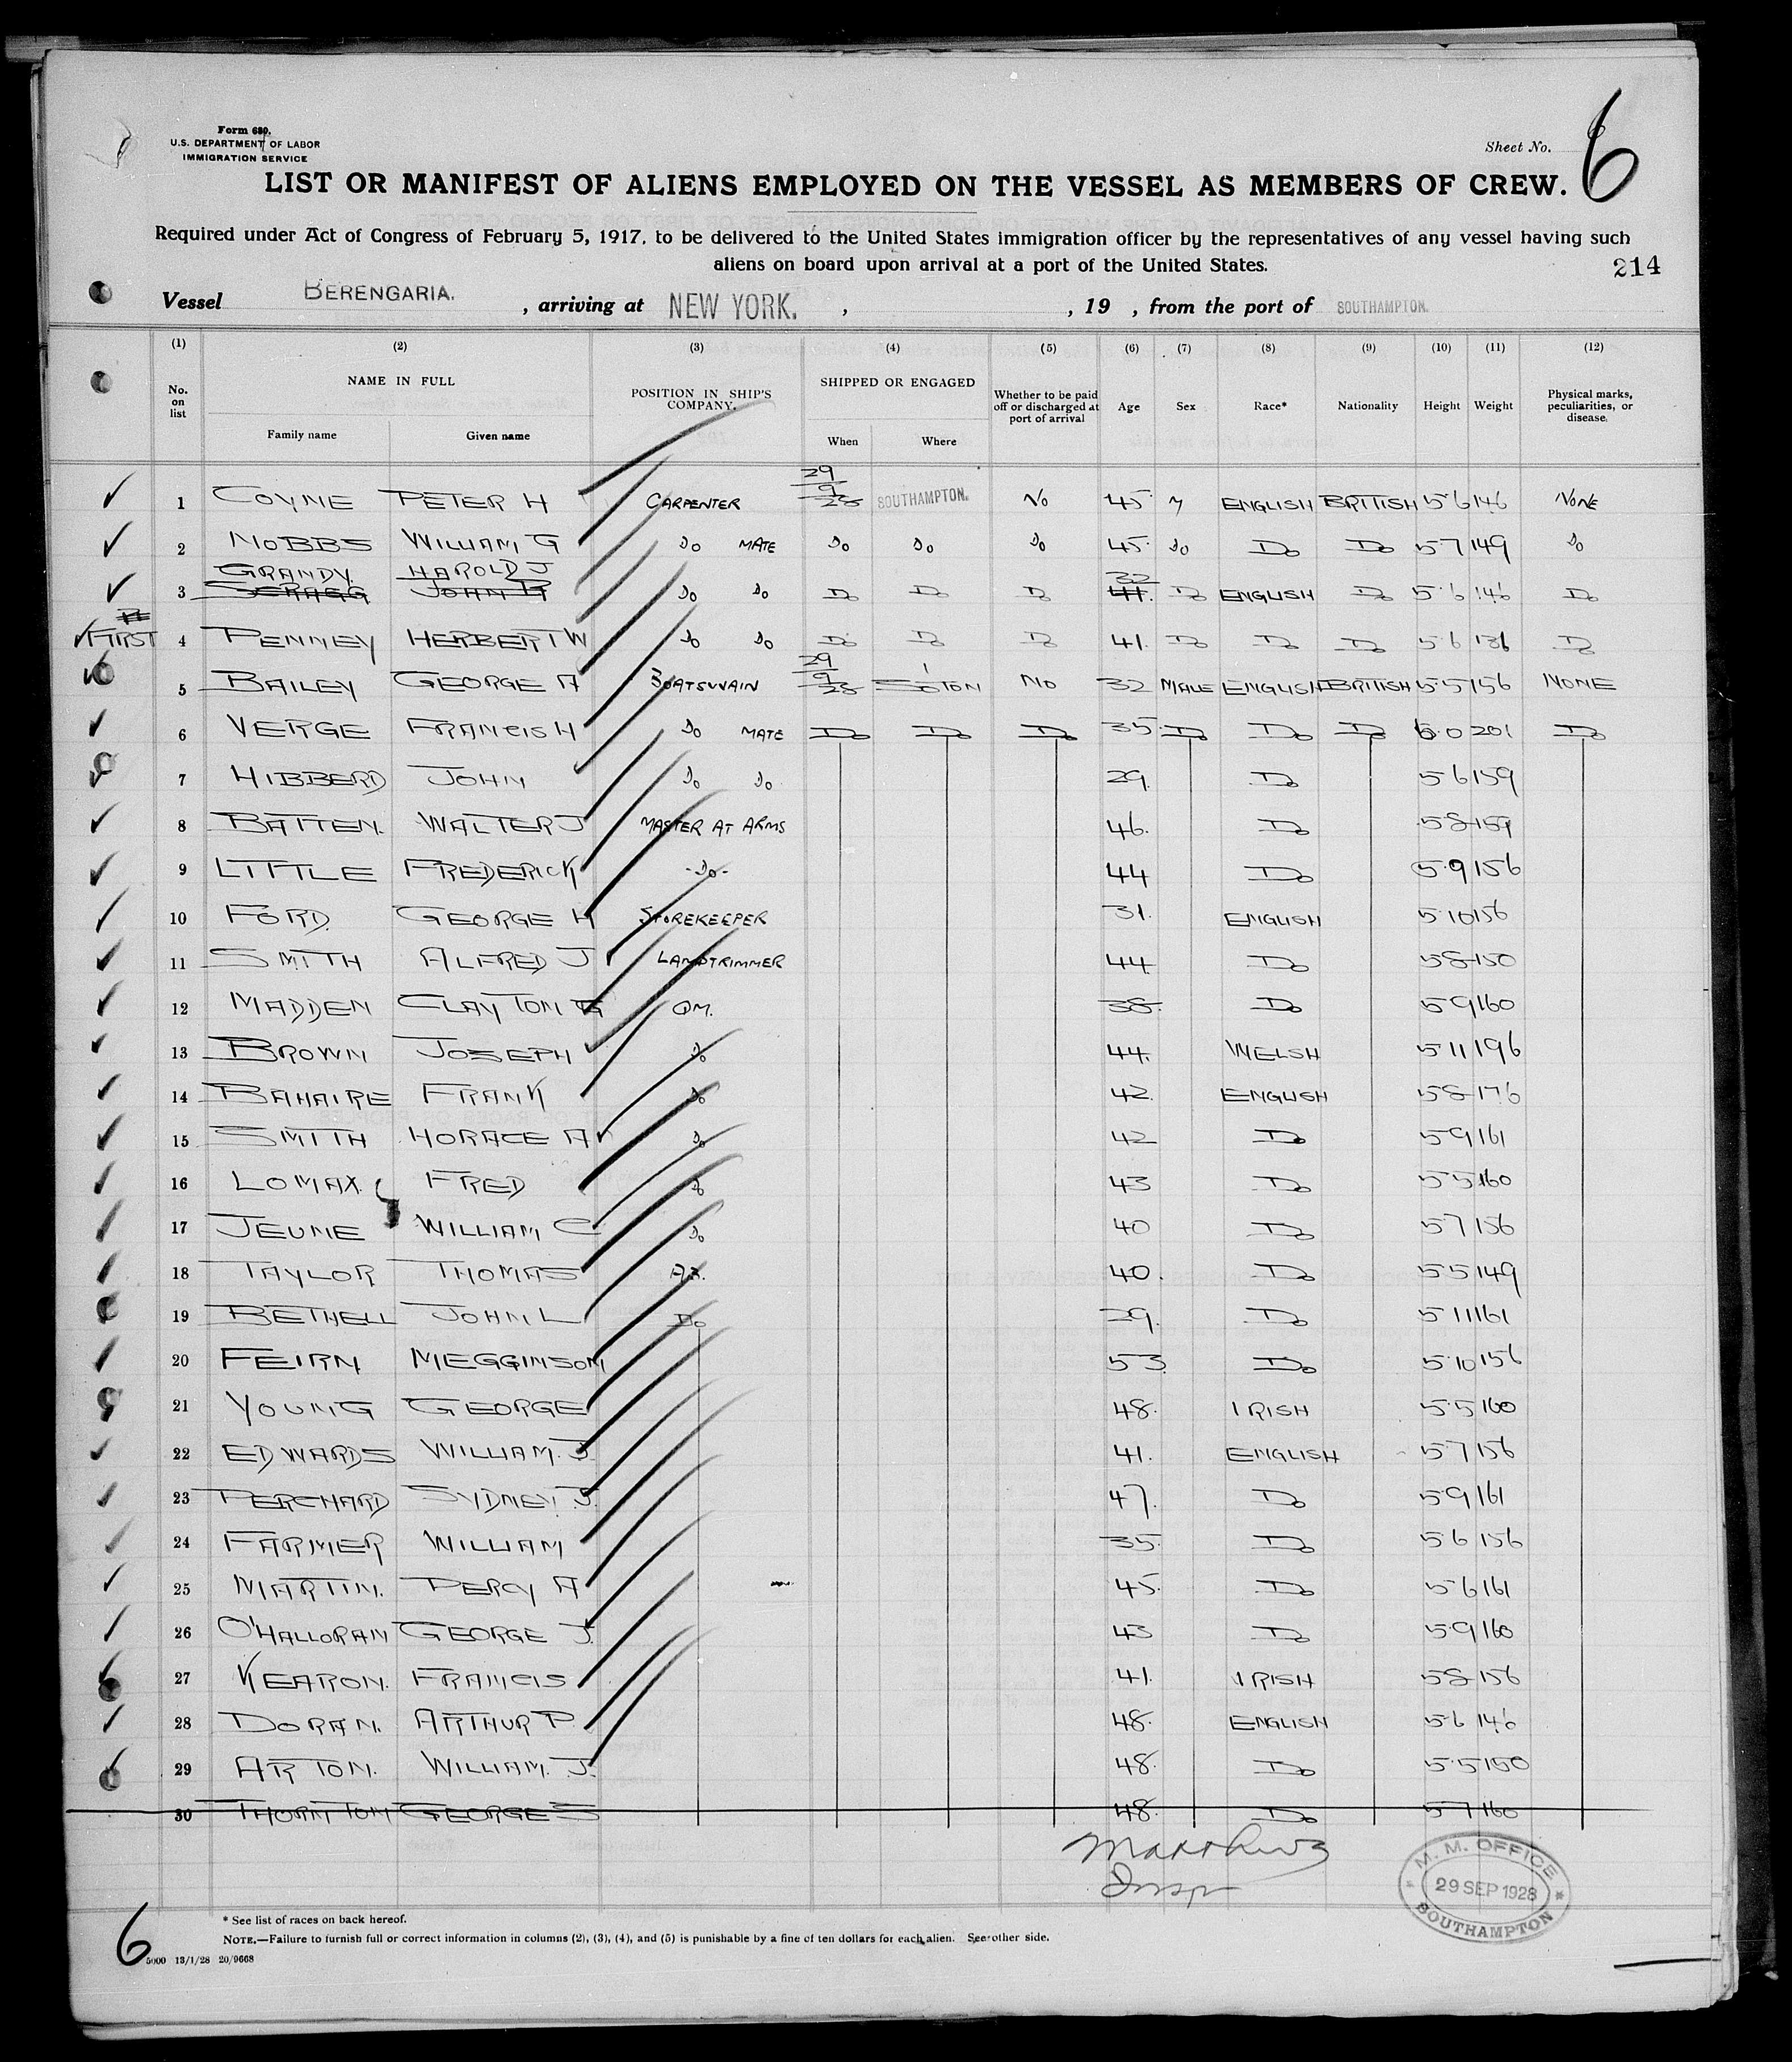 Form 680.
U.S. DEPARTMENT OF LABOR
IMMIGRATION SERVICE
Sheet No. 6
LIST OR MANIFEST OF ALIENS EMPLOYED ON THE VESSEL AS MEMBERS OF CREW.
Required under Act of Congress of February 5, 1917, to be delivered to the United States immigration officer by the representatives of any vessel having such
aliens on board upon arrival at a port of the United States.
214
Vessel BERENGARIA. , arriving at NEW YORK. , , 19 , from the port of SOUTHAMPTON.
(1) (2) (3) (4) (5) (6) (7) (8) (9) (10) (11) (12)
No. on list NAME IN FULL Family name Given name POSITION IN SHIP'S COMPANY. SHIPPED OR ENGAGED When Where Whether to be paid off or discharged at port of arrival Age Sex Race* Nationality Height Weight Physical marks, peculiarities, or disease.
1 COYNE PETER H CARPENTER 29/9/28 SOUTHAMPTON. No 45 M ENGLISH BRITISH 5 6 146 NONE
2 NOBBS WILLIAM G Do MATE Do Do Do 45 Do Do Do 5 7 149 Do
GRANDY. HAROLD J 32
3 SCRAGG JOHN Do Do Do Do Do 41. Do ENGLISH Do 5 6 146 Do
FIRST 4 PENNEY HERBERT W Do Do Do Do Do 41. Do Do Do 5 6 136 Do
5 BAILEY GEORGE A BOATSWAIN 29/9/28 S'OTON NO 32 MALE ENGLISH BRITISH 5 5 156 NONE
6 VERGE FRANCIS H Do MATE Do Do Do 35. Do Do Do 6 0 201 Do
7 HIBBERD JOHN Do Do 29. Do 5 6 159
8 BATTEN. WALTER J MASTER AT ARMS 46. Do 5 8 159
9 LITTLE FREDERICK -Do- 44 Do 5 9 156
10 FORD. GEORGE H STOREKEEPER 31. ENGLISH 5 10 156
11 SMITH ALFRED J LAMPTRIMMER 44 Do 5 8 150
12 MADDEN CLAYTON G QM. 38. Do 5 9 160
13 BROWN JOSEPH Do 44. WELSH 5 11 196
14 BAHAIRE FRANK Do 42. ENGLISH 5 8 176
15 SMITH HORACE A Do 42 Do 5 9 161
16 LOMAX. FRED Do 43 Do 5 5 160
17 JEUNE WILLIAM C Do 40 Do 5 7 156
18 TAYLOR THOMAS A.B. 40. Do 5 5 149
19 BETHELL JOHN L Do 29. Do 5 11 161
20 FEIRN MEGGINSON 53 Do 5 10 156
21 YOUNG GEORGE 48. IRISH 5 5 160
22 EDWARDS WILLIAM. J. 41. ENGLISH 5 7 156
23 PERCHARD SYDNEY. J. 47. Do 5 9 161
24 FARMER WILLIAM 35. Do 5 6 156
25 MARTIN. PERCY A 45. Do 5 6 161
26 O'HALLORAN GEORGE J. 43 Do 5 9 160
27 KEARON. FRANCIS 41. IRISH 5 8 156
28 DORAN. ARTHUR P 48. ENGLISH 5 6 146
29 ARTON. WILLIAM. J. 48. Do 5 5 150
30 THORNTON GEORGE S 48. Do 5 7 160
Matthews
Insp
M. M. OFFICE
29 SEP 1928
SOUTHAMPTON
* See list of races on back hereof.
NOTE.—Failure to furnish full or correct information in columns (2), (3), (4), and (5) is punishable by a fine of ten dollars for each alien. See other side.
6
5000 13/1/28 20/9668